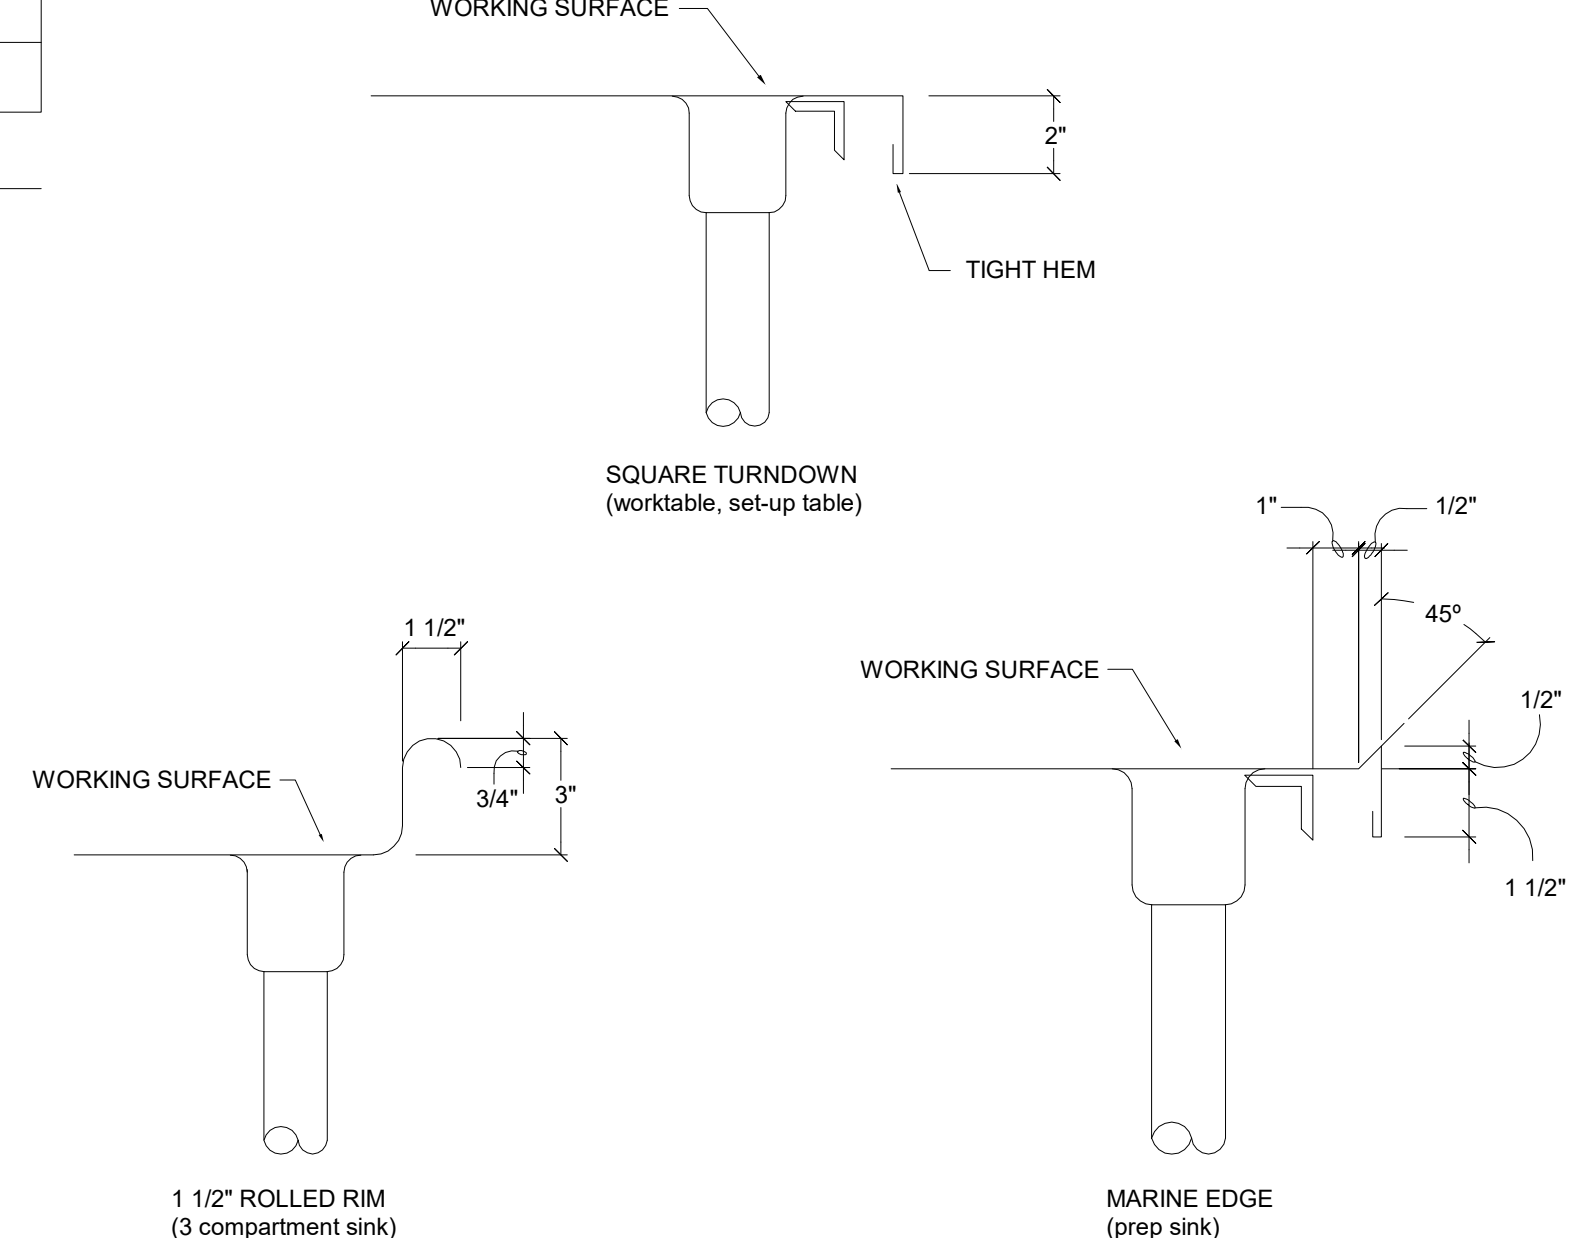 WORKING SURFACE
2"
TIGHT HEM
SQUARE TURNDOWN
(worktable, set-up table)
1"
1/2"
45º
1 1/2"
WORKING SURFACE
1/2"
WORKING SURFACE
3/4"
3"
1 1/2"
1 1/2" ROLLED RIM
(3 compartment sink)
MARINE EDGE
(prep sink)